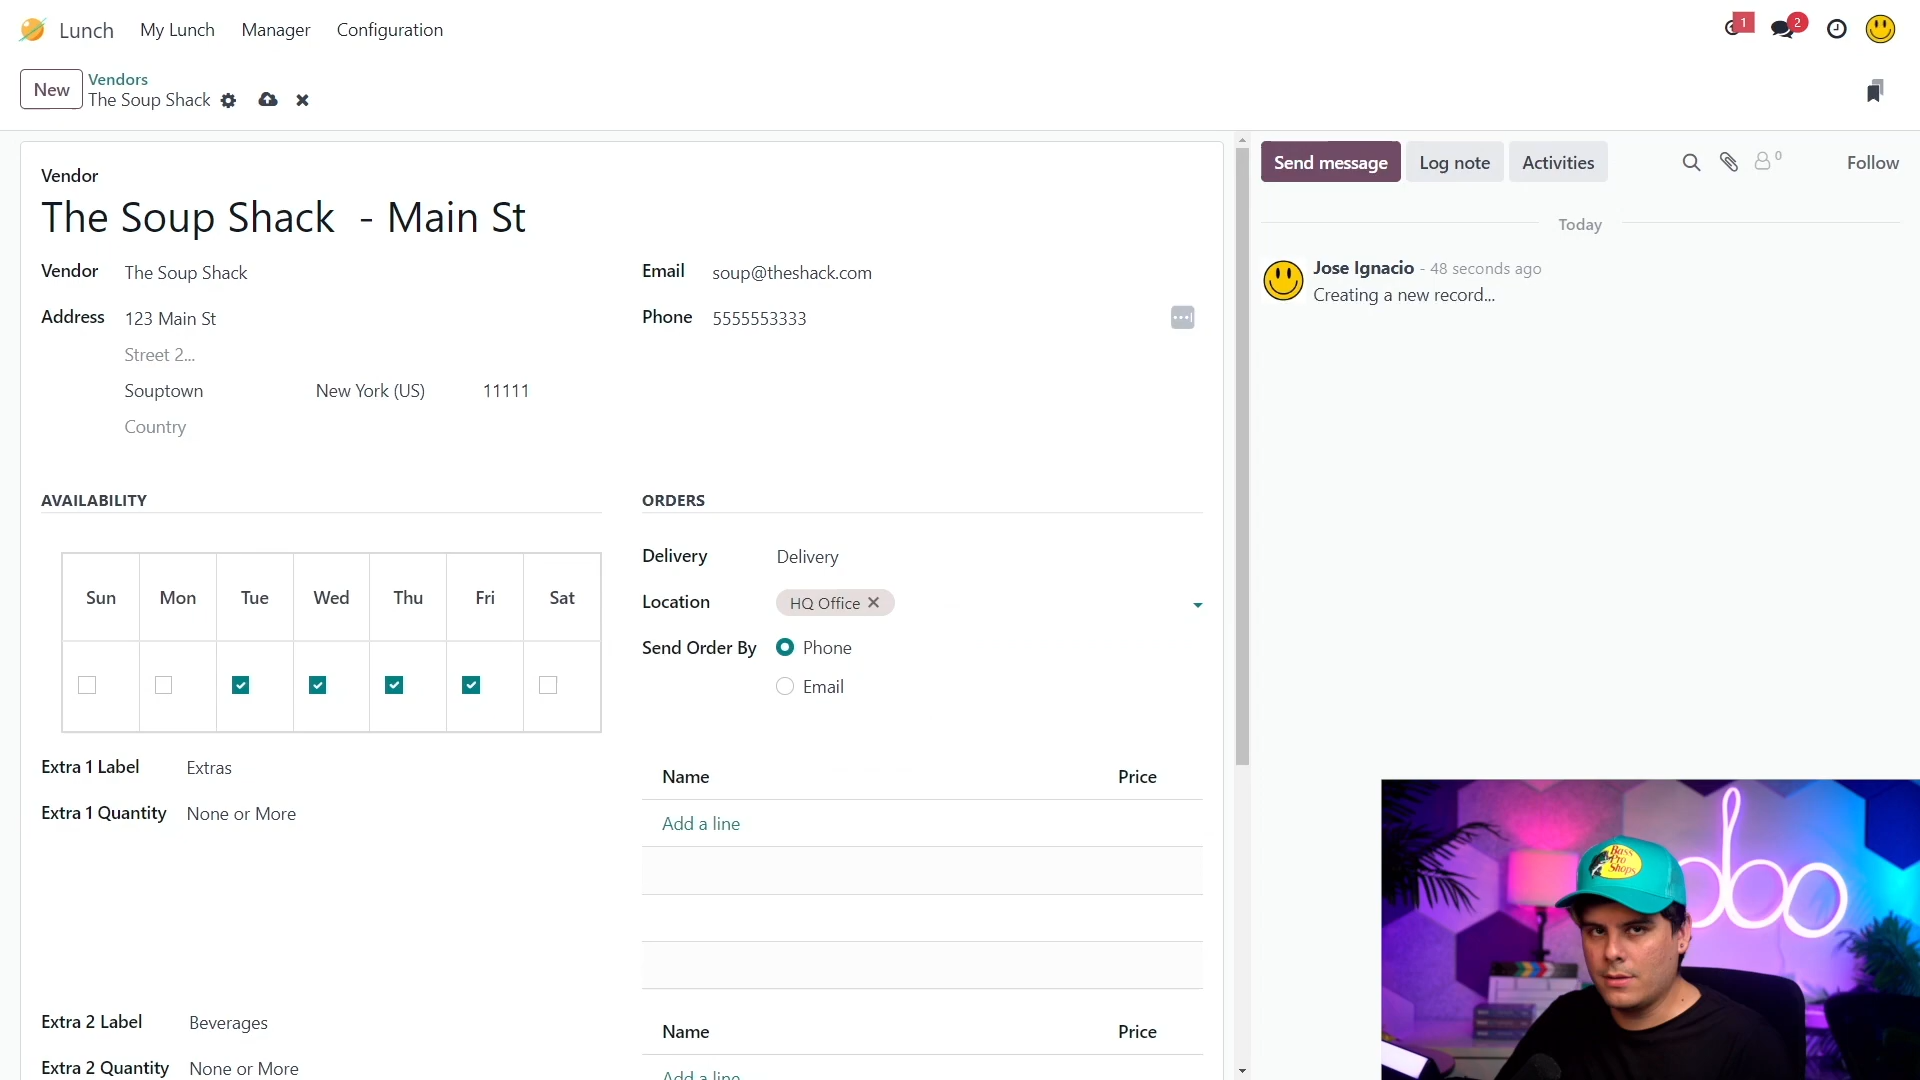 Lunch My Lunch Manager Configuration 1 2
New Vendors
The Soup Shack
Send message Log note Activities 0 Follow
Vendor
The Soup Shack - Main St
Today
Vendor The Soup Shack Email soup@theshack.com
Jose Ignacio - 48 seconds ago
Creating a new record...
Address 123 Main St Phone 5555553333
Street 2...
Souptown New York (US) 11111
Country
AVAILABILITY ORDERS
Delivery Delivery
Sun Mon Tue Wed Thu Fri Sat
Location HQ Office
Send Order By Phone
Email
Extra 1 Label Extras
Name Price
Extra 1 Quantity None or More
Add a line
Bass
Pro
Shops
Extra 2 Label Beverages
Name Price
Extra 2 Quantity None or More
Add a line